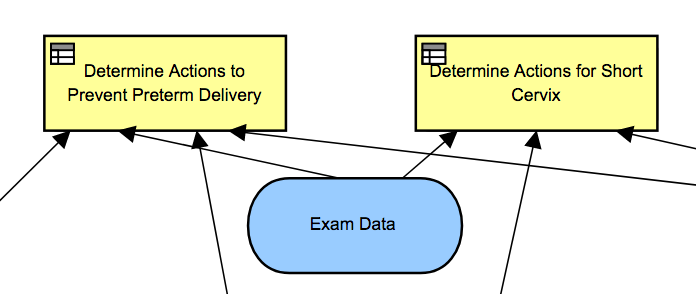 Determine Actions to
Prevent Preterm Delivery
Determine Actions for Short
Cervix
Exam Data